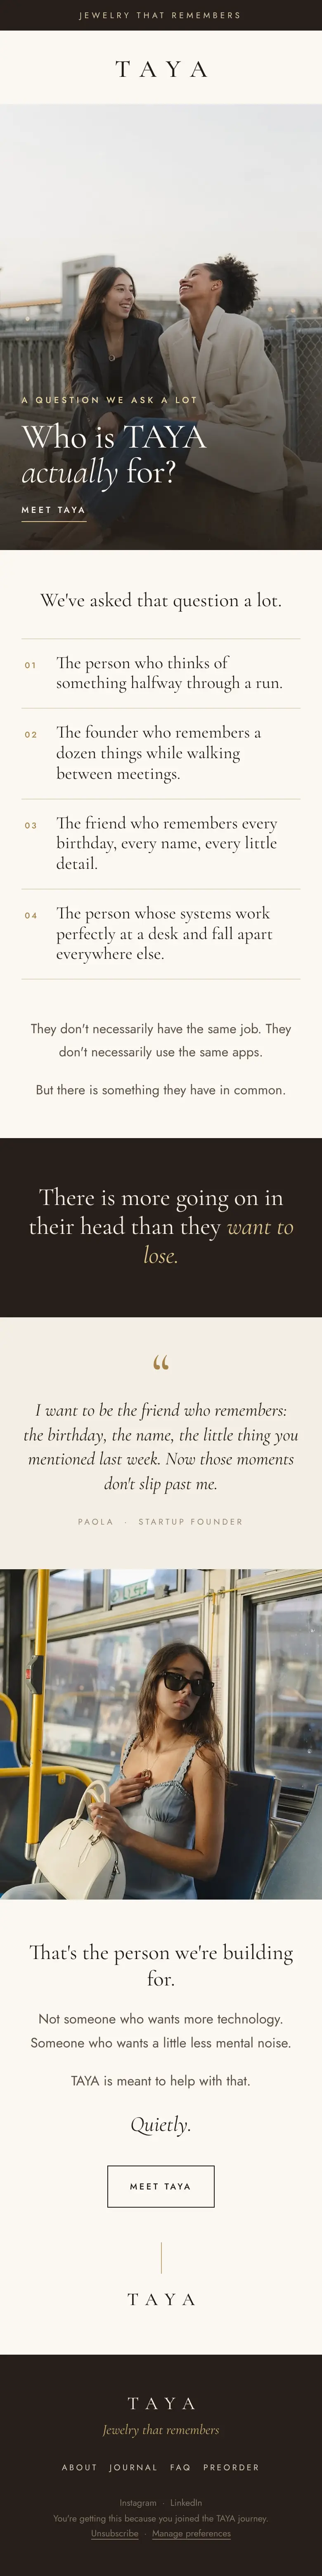 JEWELRY THAT REMEMBERS
TAYA
A QUESTION WE ASK A LOT
Who is TAYA
actually for?
MEET TAYA
We've asked that question a lot.
01
The person who thinks of
something halfway through a run.
02
The founder who remembers a
dozen things while walking
between meetings.
03
The friend who remembers every
birthday, every name, every little
detail.
04
The person whose systems work
perfectly at a desk and fall apart
everywhere else.
They don't necessarily have the same job. They
don't necessarily use the same apps.
But there is something they have in common.
There is more going on in
their head than they want to
lose.
“
I want to be the friend who remembers:
the birthday, the name, the little thing you
mentioned last week. Now those moments
don't slip past me.
PAOLA · STARTUP FOUNDER
That's the person we're building
for.
Not someone who wants more technology.
Someone who wants a little less mental noise.
TAYA is meant to help with that.
Quietly.
MEET TAYA
TAYA
TAYA
Jewelry that remembers
ABOUT JOURNAL FAQ PREORDER
Instagram · LinkedIn
You're getting this because you joined the TAYA journey.
Unsubscribe · Manage preferences